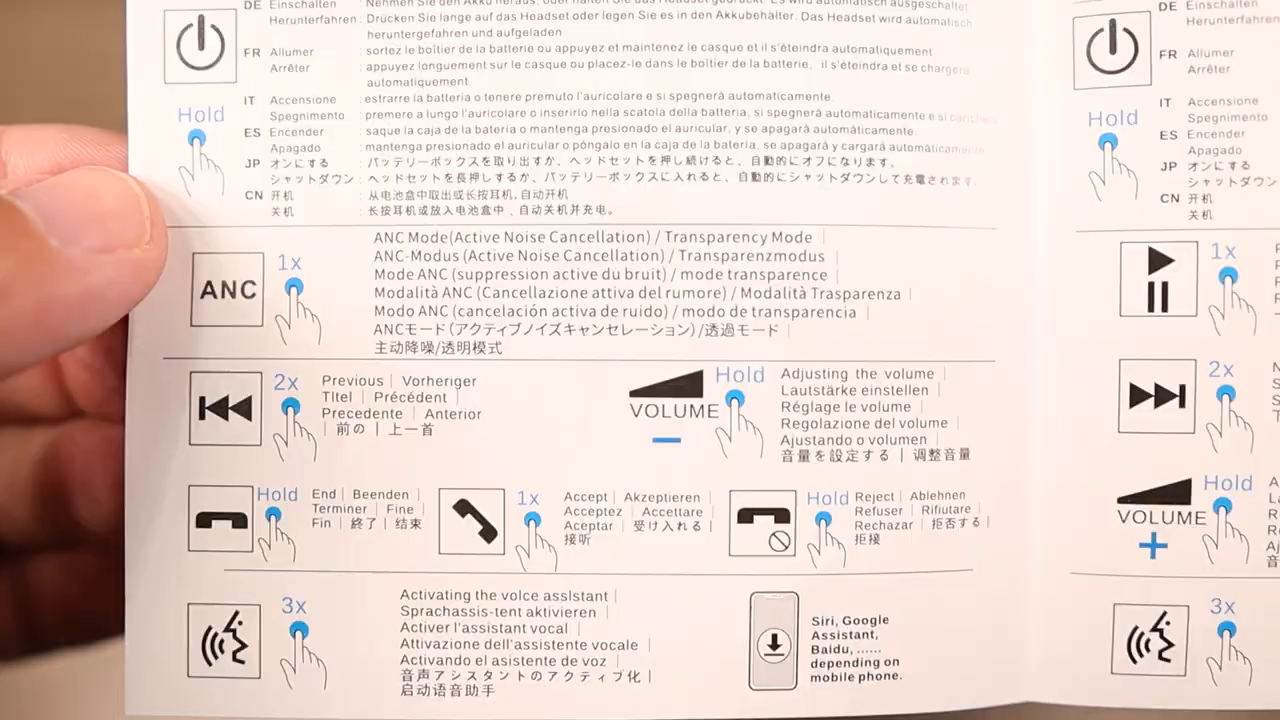 DE Einschalten : Nehmen Sie den Akku heraus, oder halten Sie das Headset gedrückt. Es wird automatisch ausgeschaltet
Herunterfahren : Drücken Sie lange auf das Headset oder legen Sie es in den Akkubehälter. Das Headset wird automatisch
heruntergefahren und aufgeladen
FR Allumer : sortez le boîtier de la batterie ou appuyez et maintenez le casque et il s'éteindra automatiquement
Arrêter : appuyez longuement sur le casque ou placez-le dans le boîtier de la batterie, il s'éteindra et se chargera
automatiquement
Hold
IT Accensione : estrarre la batteria o tenere premuto l'auricolare e si spegnerà automaticamente.
Spegnimento : premere a lungo l'auricolare o inserirlo nella scatola della batteria, si spegnerà automaticamente e si
ES Encender : saque la caja de la batería o mantenga presionado el auricular, y se apagará automáticamente.
Apagado : mantenga presionado el auricular o póngalo en la caja de la batería, se apagará y cargará automáticamente.
JP オンにする : バッテリーボックスを取り出すか、ヘッドセットを押し続けると、自動的にオフになります。
シャットダウン : ヘッドセットを長押しするか、バッテリーボックスに入れると、自動的にシャットダウンして充電されます。
CN 开机 : 从电池盒中取出或长按耳机,自动开机
关机 : 长按耳机或放入电池盒中，自动关机并充电。
ANC 1x
ANC Mode(Active Noise Cancellation) / Transparency Mode |
ANC-Modus (Active Noise Cancellation) / Transparenzmodus |
Mode ANC (suppression active du bruit) / mode transparence |
Modalità ANC (Cancellazione attiva del rumore) / Modalità Trasparenza |
Modo ANC (cancelación activa de ruido) / modo de transparencia |
ANCモード(アクティブノイズキャンセレーション)/透過モード |
主动降噪/透明模式
2x
Previous | Vorheriger
TItel | Précédent |
Precedente | Anterior
| 前の | 上一首
VOLUME
−
Hold
Adjusting the volume |
Lautstärke einstellen |
Réglage le volume |
Regolazione del volume |
Ajustando o volumen |
音量を設定する | 调整音量
Hold
End | Beenden |
Terminer | Fine |
Fin | 終了 | 结束
1x
Accept | Akzeptieren |
Acceptez | Accettare |
Aceptar | 受け入れる |
接听
Hold
Reject | Ablehnen
Refuser | Rifiutare |
Rechazar | 拒否する |
拒接
3x
Activating the voIce assIstant |
Sprachassis-tent aktivieren |
Activer l'assistant vocal |
Attivazione dell'assistente vocale |
Activando el asistente de voz |
音声アシスタントのアクティブ化 |
启动语音助手
Siri, Google
Assistant,
Baidu, ......
depending on
mobile phone.
DE Einschalten
Herunterfahren
FR Allumer
Arrêter
Hold
IT Accensione
Spegnimento
ES Encender
Apagado
JP オンにする
シャットダウン
CN 开机
关机
1x
2x
VOLUME
+
Hold
3x